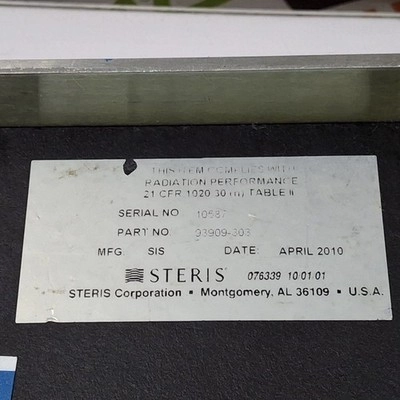 THIS ITEM COMPLIES WITH
RADIATION PERFORMANCE
21 CFR 1020 30 (n) TABLE II
SERIAL NO 10587
PART NO. 93909-303
MFG SIS DATE: APRIL 2010
STERIS 076339 10 01 01
STERIS Corporation ▪ Montgomery, AL 36109 ▪ U.S.A.